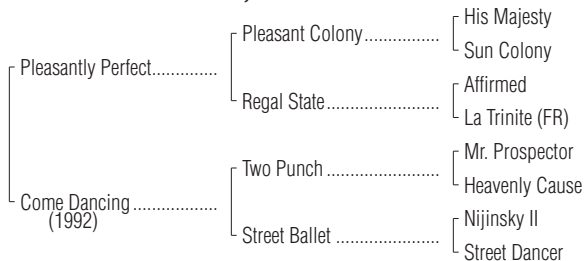 His Majesty
Pleasant Colony................
Sun Colony
Pleasantly Perfect..............
Affirmed
Regal State........................
La Trinite (FR)
Mr. Prospector
Two Punch ........................
Heavenly Cause
Come Dancing ..................
(1992)
Nijinsky II
Street Ballet ......................
Street Dancer